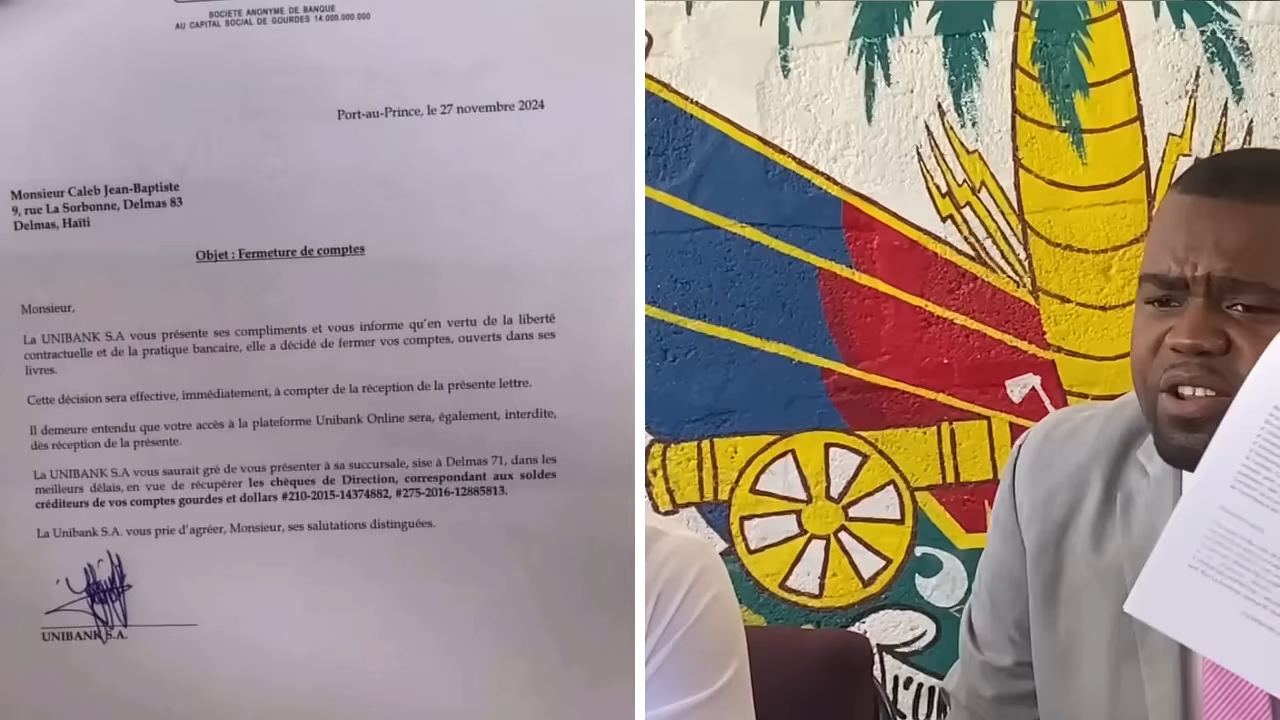 SOCIETE ANONYME DE BANQUE
AU CAPITAL SOCIAL DE GOURDES 14.000.000.000
Port-au-Prince, le 27 novembre 2024
Monsieur Caleb Jean-Baptiste
9, rue La Sorbonne, Delmas 83
Delmas, Haïti
Objet : Fermeture de comptes
Monsieur,
La UNIBANK S.A vous présente ses compliments et vous informe qu'en vertu de la liberté
contractuelle et de la pratique bancaire, elle a décidé de fermer vos comptes, ouverts dans ses
livres.
Cette décision sera effective, immédiatement, à compter de la réception de la présente lettre.
Il demeure entendu que votre accès à la plateforme Unibank Online sera, également, interdite,
dès réception de la présente.
La UNIBANK S.A vous saurait gré de vous présenter à sa succursale, sise à Delmas 71, dans les
meilleurs délais, en vue de récupérer les chèques de Direction, correspondant aux soldes
créditeurs de vos comptes gourdes et dollars #210-2015-14374882, #275-2016-12885813.
La Unibank S.A. vous prie d'agréer, Monsieur, ses salutations distinguées.
UNIBANK S.A.
L'UN